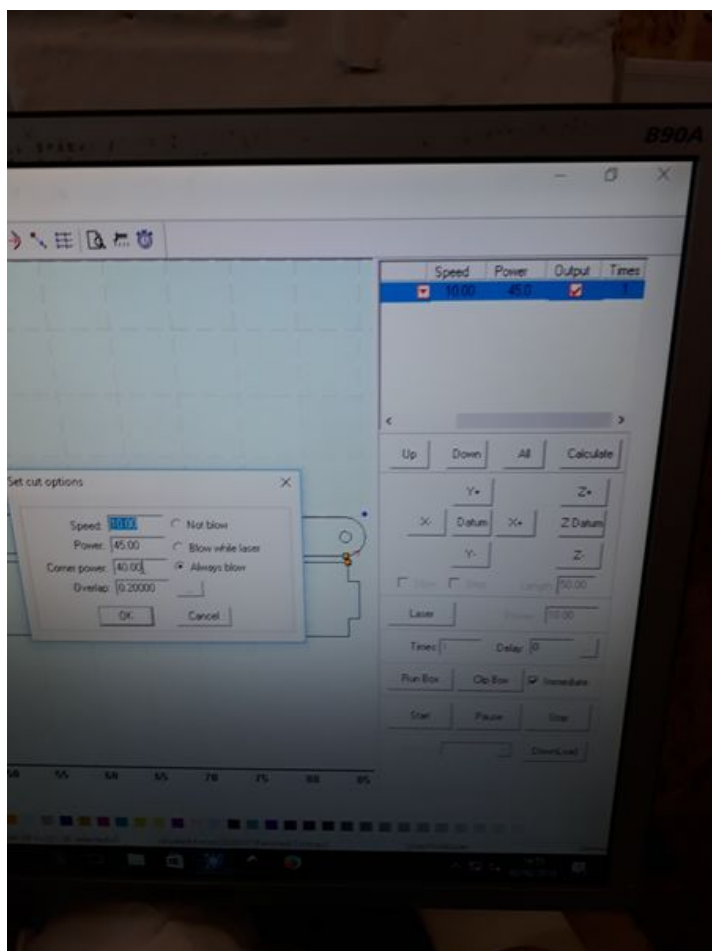 B90A
Speed Power Output Times
10.00 45.0 1
Up Down All Calculate
Set cut options
Y+ Z+
Speed: 10.00 Not blow
X- Datum X+ Z Datum
Power: 45.00 Blow while laser
Y- Z-
Corner power: 40.00 Always blow
50.00
Overlap: 0.20000 ...
OK Cancel
Laser 10.00
Times: Delay: 0
Run Box Clip Box Immediate
Start Pause Stop
DownLoad
50 55 60 65 70 75 80 85